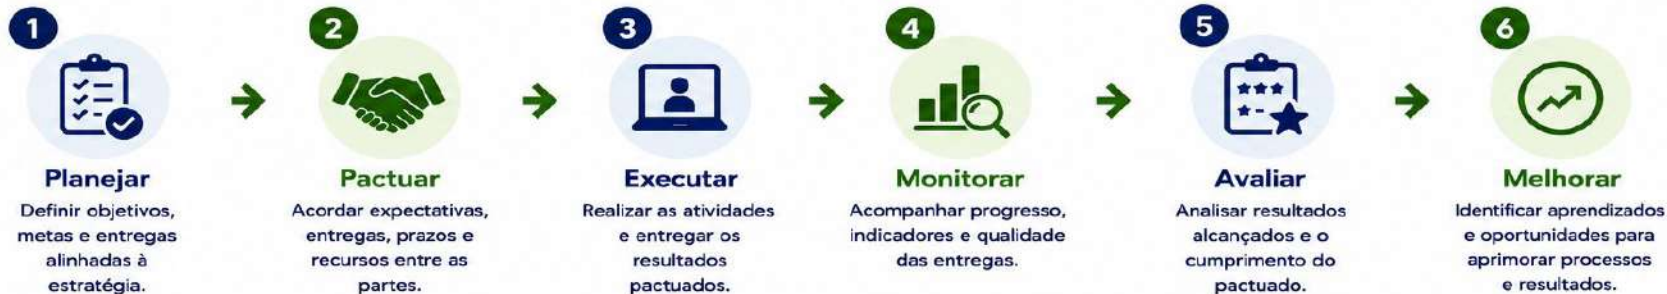 1
Planejar
Definir objetivos,
metas e entregas
alinhadas à
estratégia.
2
Pactuar
Acordar expectativas,
entregas, prazos e
recursos entre as
partes.
3
Executar
Realizar as atividades
e entregar os
resultados
pactuados.
4
Monitorar
Acompanhar progresso,
indicadores e qualidade
das entregas.
5
Avaliar
Analisar resultados
alcançados e o
cumprimento do
pactuado.
6
Melhorar
Identificar aprendizados
e oportunidades para
aprimorar processos
e resultados.